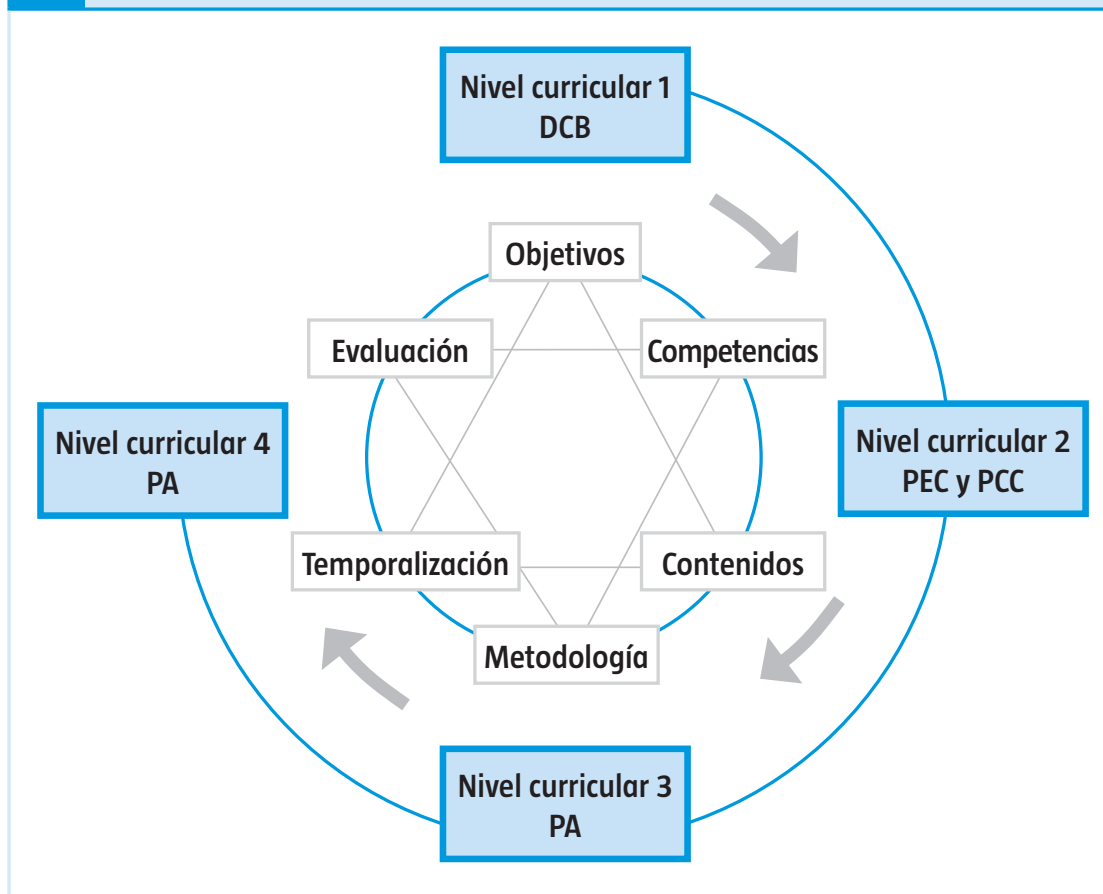 Nivel curricular 1
DCB
Objetivos
Evaluación
Competencias
Nivel curricular 4
PA
Nivel curricular 2
PEC y PCC
Temporalización
Contenidos
Metodología
Nivel curricular 3
PA